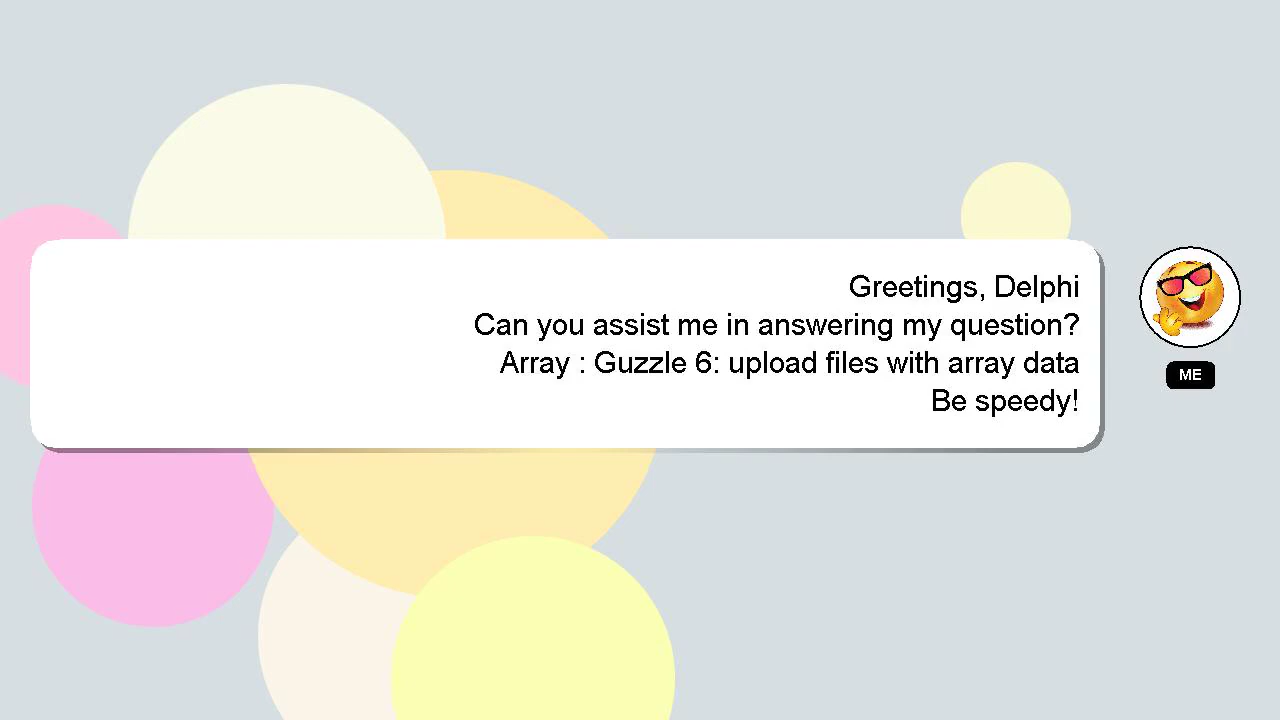 Greetings, Delphi
Can you assist me in answering my question?
Array : Guzzle 6: upload files with array data
Be speedy!
ME